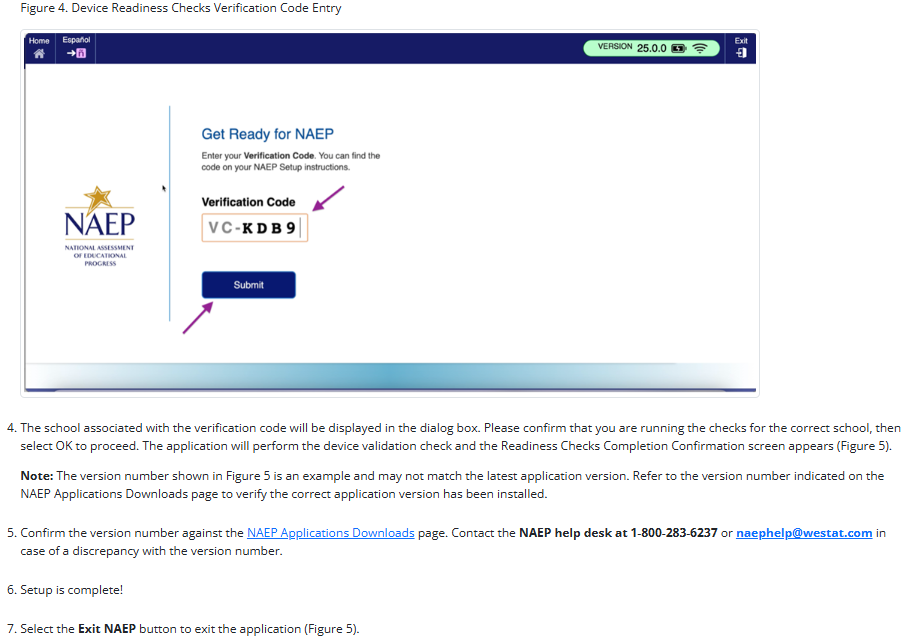 Figure 4. Device Readiness Checks Verification Code Entry
Home
Español
VERSION 25.0.0
Exit
Get Ready for NAEP
Enter your Verification Code. You can find the
code on your NAEP Setup instructions.
Verification Code
VC-KDB9
Submit
NAEP
NATIONAL ASSESSMENT
OF EDUCATIONAL
PROGRESS
4. The school associated with the verification code will be displayed in the dialog box. Please confirm that you are running the checks for the correct school, then
select OK to proceed. The application will perform the device validation check and the Readiness Checks Completion Confirmation screen appears (Figure 5).
Note: The version number shown in Figure 5 is an example and may not match the latest application version. Refer to the version number indicated on the
NAEP Applications Downloads page to verify the correct application version has been installed.
5. Confirm the version number against the NAEP Applications Downloads page. Contact the NAEP help desk at 1-800-283-6237 or naephelp@westat.com in
case of a discrepancy with the version number.
6. Setup is complete!
7. Select the Exit NAEP button to exit the application (Figure 5).